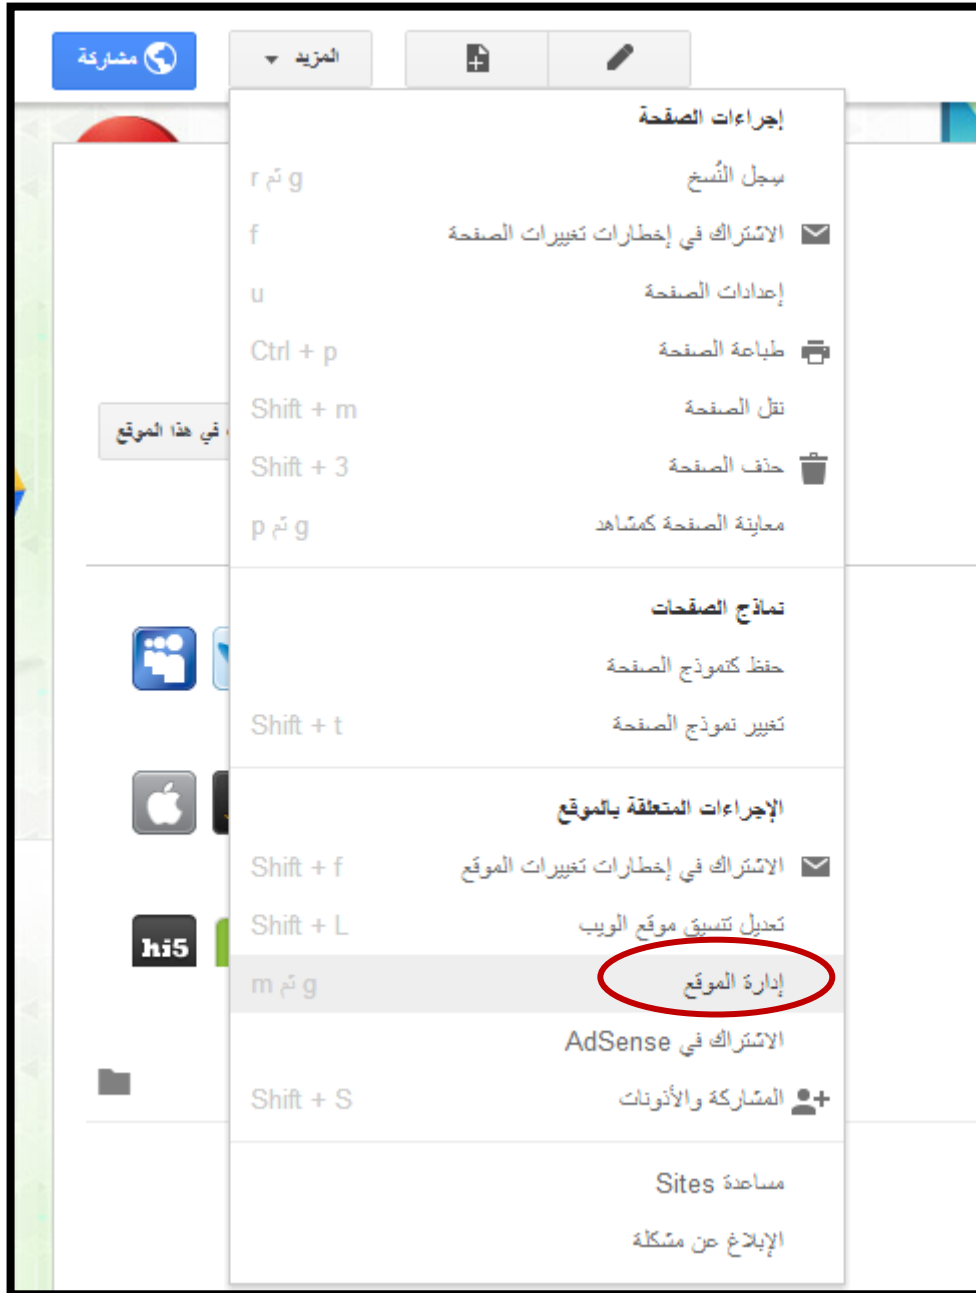 المزيد مشاركة
إجراءات الصفحة
سجل النُسخ g ثم r
الاشتراك في إخطارات تغييرات الصفحة f
إعدادات الصفحة u
طباعة الصفحة Ctrl + p
نقل الصفحة Shift + m
في هذا الموقع
حذف الصفحة Shift + 3
معاينة الصفحة كمشاهد g ثم p
نماذج الصفحات
حفظ كنموذج الصفحة
تغيير نموذج الصفحة Shift + t
الإجراءات المتعلقة بالموقع
الاشتراك في إخطارات تغييرات الموقع Shift + f
تعديل تنسيق موقع الويب Shift + L
hi5
إدارة الموقع g ثم m
الاشتراك في AdSense
المشاركة والأذونات Shift + S
مساعدة Sites
الإبلاغ عن مشكلة